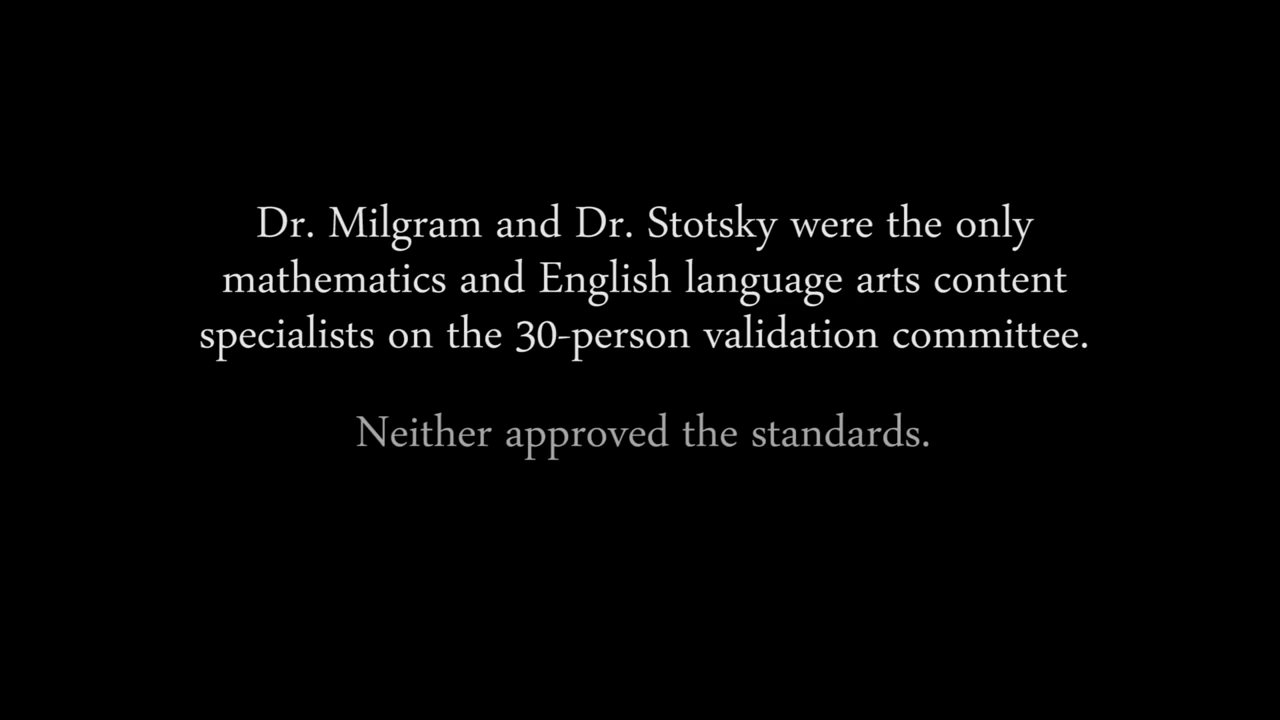 Dr. Milgram and Dr. Stotsky were the only
mathematics and English language arts content
specialists on the 30-person validation committee.
Neither approved the standards.